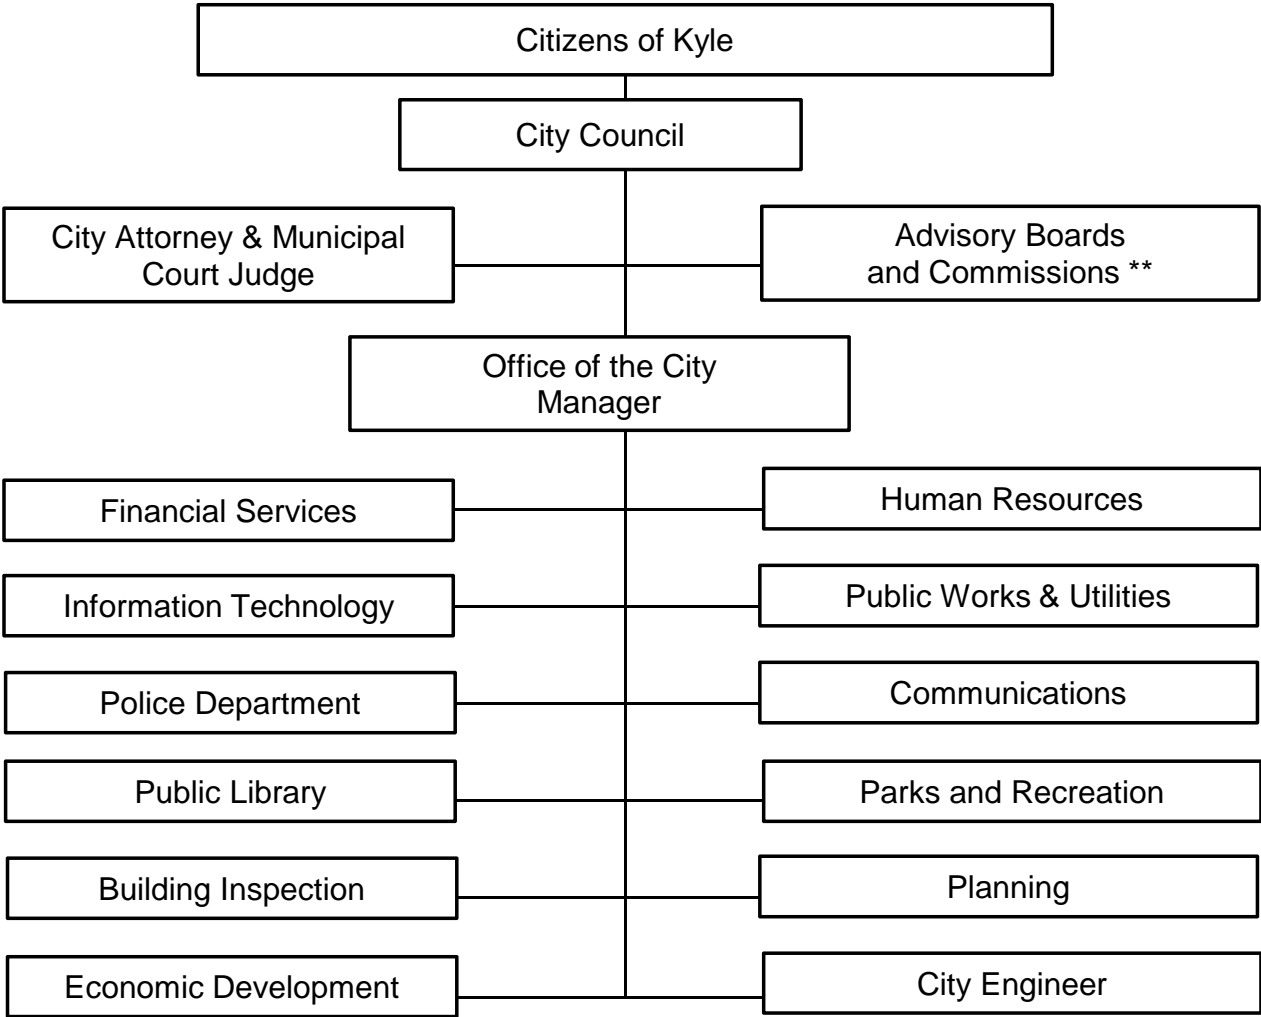 Citizens of Kyle
City Council
City Attorney & Municipal
Court Judge
Advisory Boards
and Commissions **
Office of the City
Manager
Financial Services
Human Resources
Information Technology
Public Works & Utilities
Police Department
Communications
Public Library
Parks and Recreation
Building Inspection
Planning
Economic Development
City Engineer